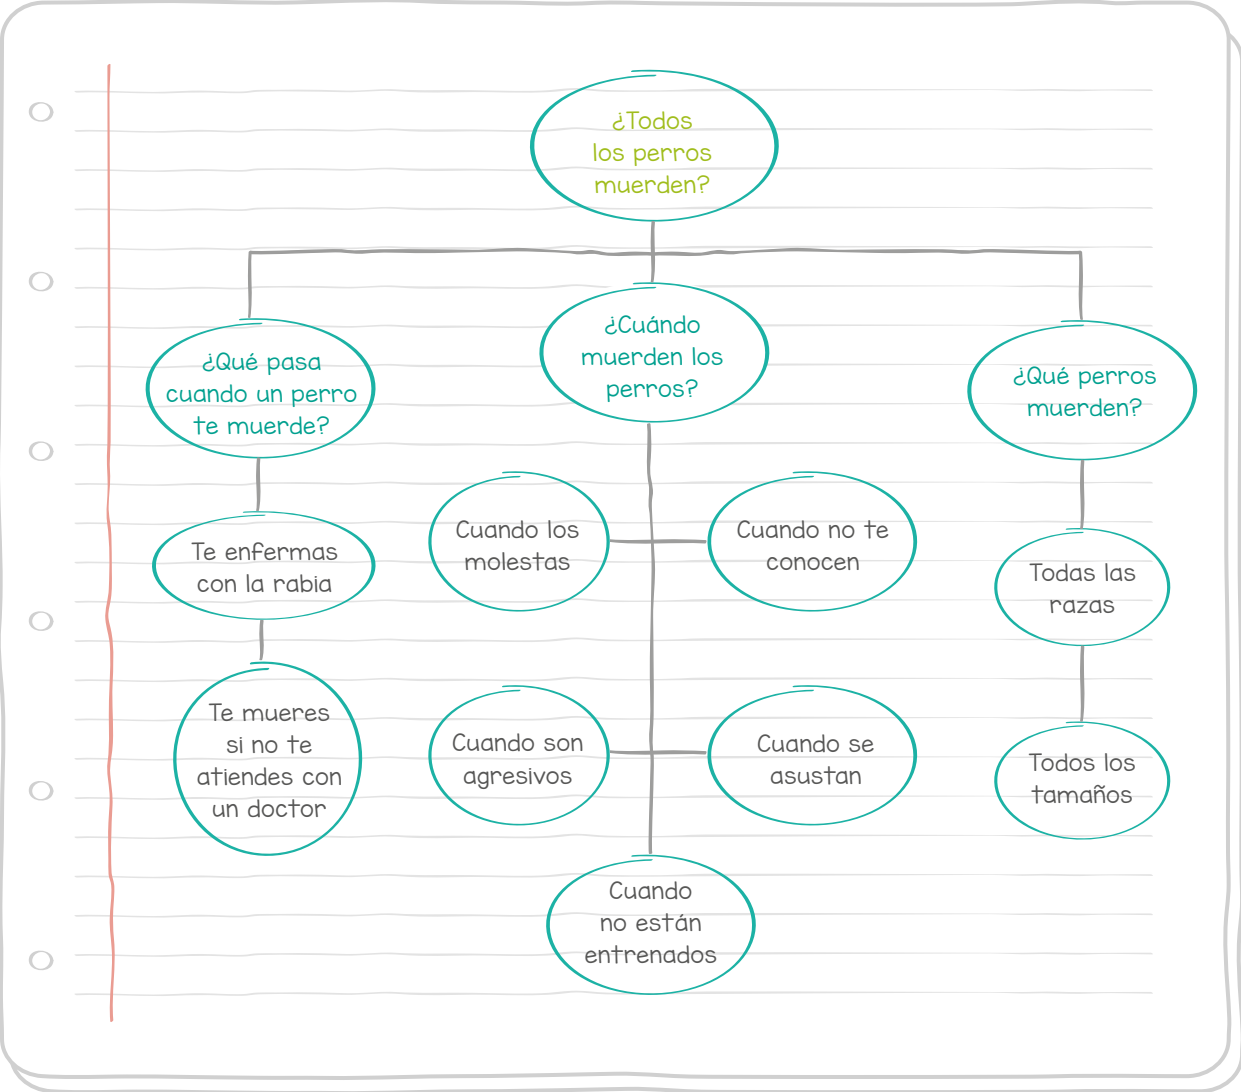 ¿Todos
los perros
muerden?
¿Qué pasa
cuando un perro
te muerde?
Te enfermas
con la rabia
Te mueres
si no te
atiendes con
un doctor
¿Cuándo
muerden los
perros?
Cuando los
molestas
Cuando no te
conocen
Cuando son
agresivos
Cuando se
asustan
Cuando
no están
entrenados
¿Qué perros
muerden?
Todas las
razas
Todos los
tamaños